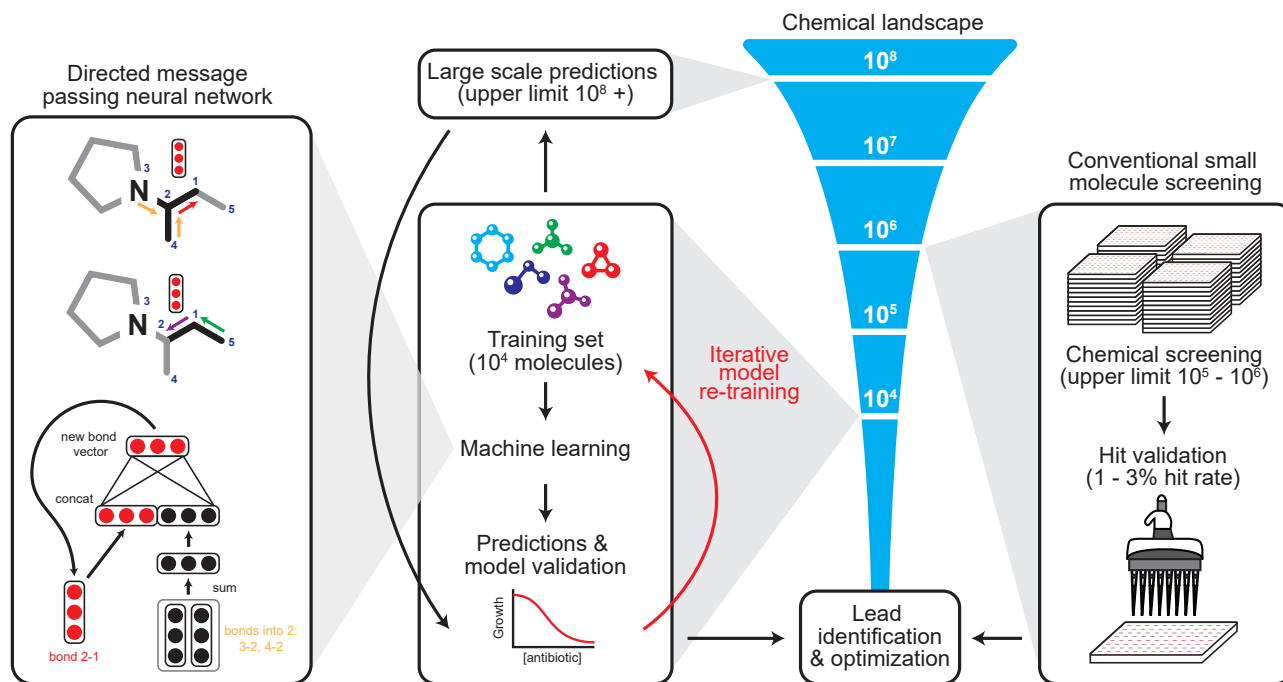 Directed message
passing neural network
3
N
2
1
5
4
3
N
2
1
5
4
new bond
vector
concat
sum
bond 2-1
bonds into 2:
3-2, 4-2
Large scale predictions
(upper limit 10⁸ +)
Training set
(10⁴ molecules)
Machine learning
Predictions &
model validation
Growth
[antibiotic]
Iterative
model
re-training
Chemical landscape
10⁸
10⁷
10⁶
10⁵
10⁴
Lead
identification
& optimization
Conventional small
molecule screening
Chemical screening
(upper limit 10⁵ - 10⁶)
Hit validation
(1 - 3% hit rate)